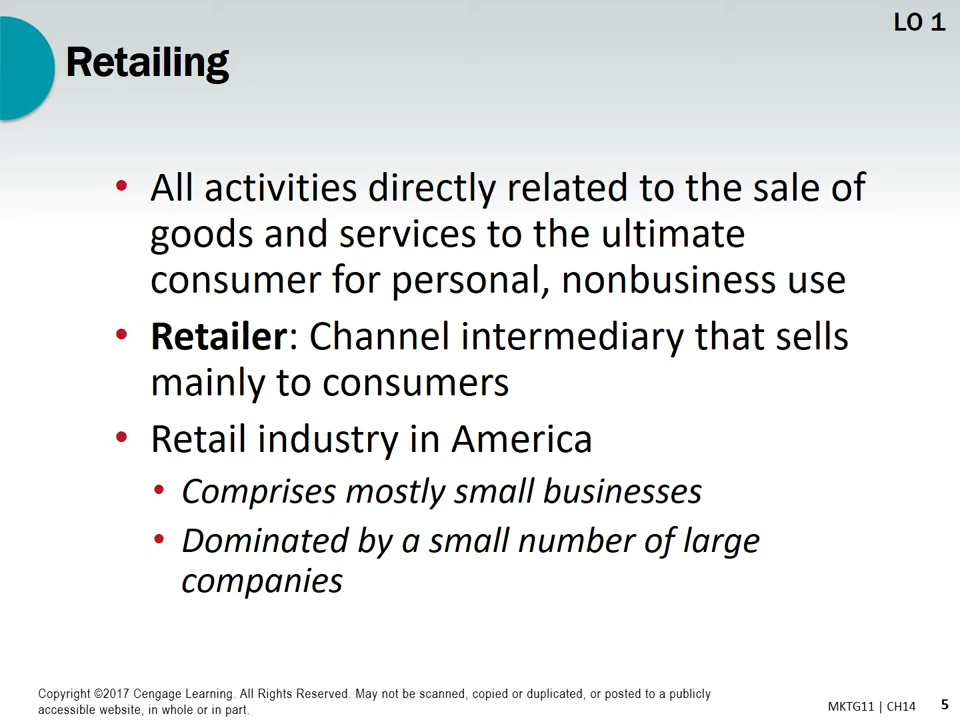 LO 1
Retailing
• All activities directly related to the sale of
goods and services to the ultimate
consumer for personal, nonbusiness use
• Retailer: Channel intermediary that sells
mainly to consumers
• Retail industry in America
• Comprises mostly small businesses
• Dominated by a small number of large
companies
Copyright ©2017 Cengage Learning. All Rights Reserved. May not be scanned, copied or duplicated, or posted to a publicly
accessible website, in whole or in part.
MKTG11 | CH14 5